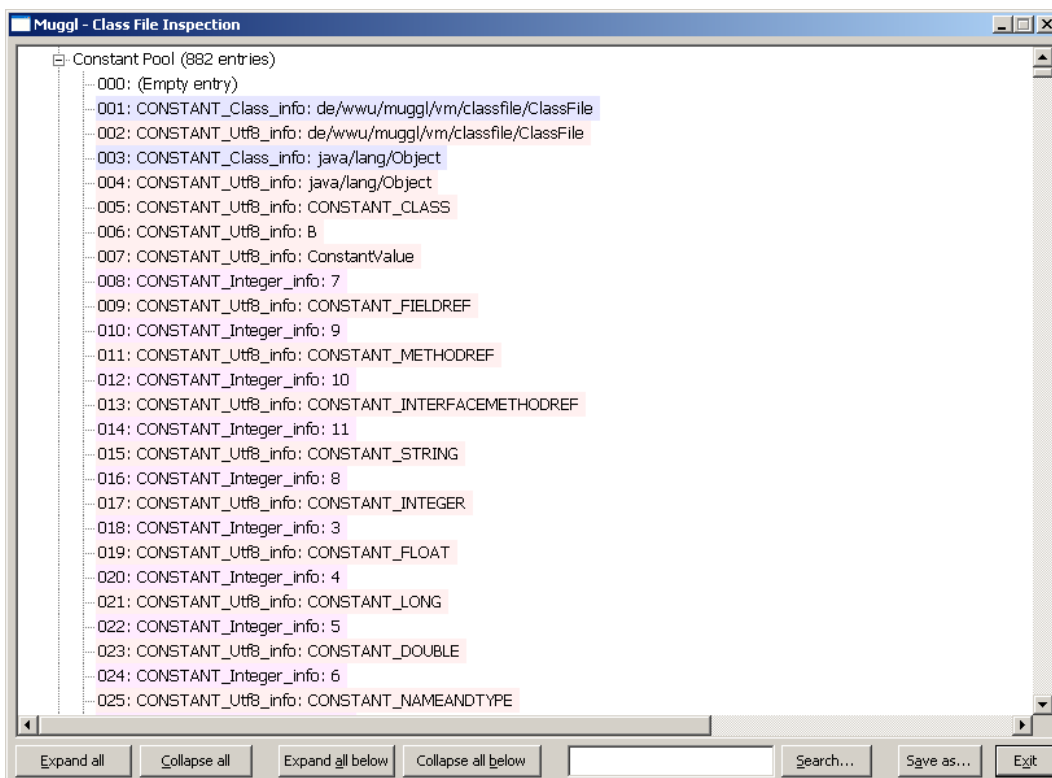 Muggl - Class File Inspection
Constant Pool (882 entries)
000: (Empty entry)
001: CONSTANT_Class_info: de/wwu/muggl/vm/classfile/ClassFile
002: CONSTANT_Utf8_info: de/wwu/muggl/vm/classfile/ClassFile
003: CONSTANT_Class_info: java/lang/Object
004: CONSTANT_Utf8_info: java/lang/Object
005: CONSTANT_Utf8_info: CONSTANT_CLASS
006: CONSTANT_Utf8_info: B
007: CONSTANT_Utf8_info: ConstantValue
008: CONSTANT_Integer_info: 7
009: CONSTANT_Utf8_info: CONSTANT_FIELDREF
010: CONSTANT_Integer_info: 9
011: CONSTANT_Utf8_info: CONSTANT_METHODREF
012: CONSTANT_Integer_info: 10
013: CONSTANT_Utf8_info: CONSTANT_INTERFACEMETHODREF
014: CONSTANT_Integer_info: 11
015: CONSTANT_Utf8_info: CONSTANT_STRING
016: CONSTANT_Integer_info: 8
017: CONSTANT_Utf8_info: CONSTANT_INTEGER
018: CONSTANT_Integer_info: 3
019: CONSTANT_Utf8_info: CONSTANT_FLOAT
020: CONSTANT_Integer_info: 4
021: CONSTANT_Utf8_info: CONSTANT_LONG
022: CONSTANT_Integer_info: 5
023: CONSTANT_Utf8_info: CONSTANT_DOUBLE
024: CONSTANT_Integer_info: 6
025: CONSTANT_Utf8_info: CONSTANT_NAMEANDTYPE
Expand all Collapse all Expand all below Collapse all below Search... Save as... Exit